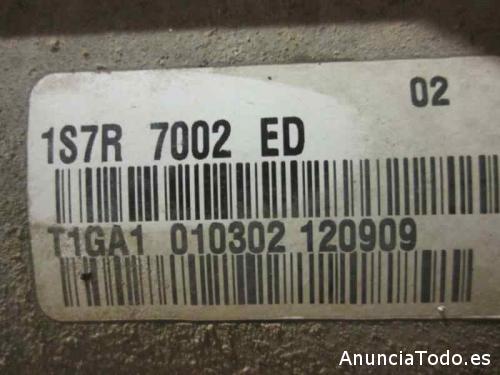 02
1S7R 7002 ED
T1GA1 010302 120909
AnunciaTodo.es